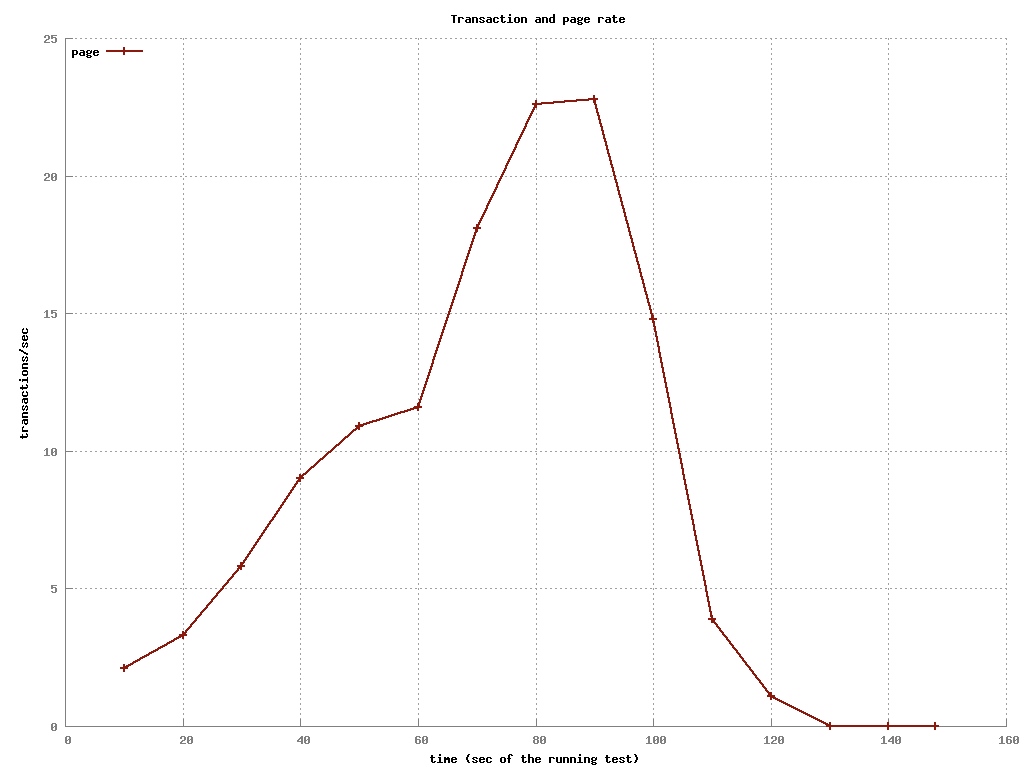 Transaction and page rate
25
page
20
15
transactions/sec
10
5
0
0 20 40 60 80 100 120 140 160
time (sec of the running test)